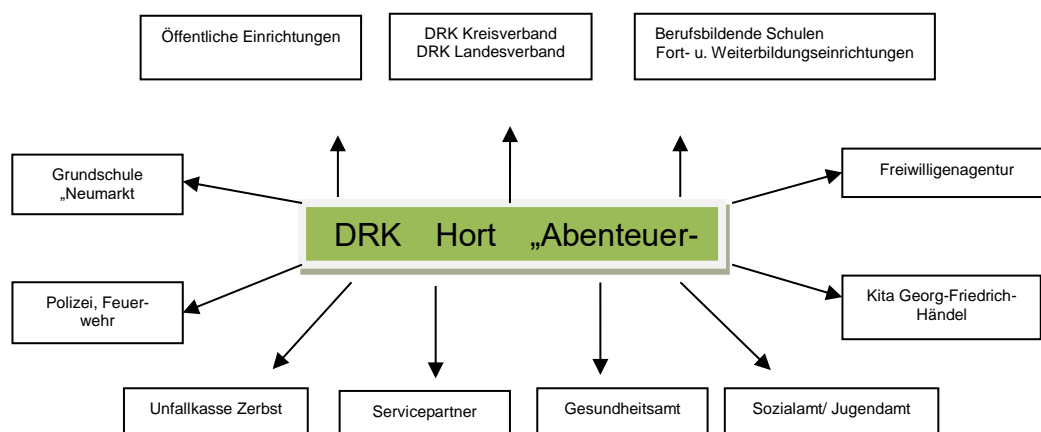 Öffentliche Einrichtungen
DRK Kreisverband
DRK Landesverband
Berufsbildende Schulen
Fort- u. Weiterbildungseinrichtungen
Grundschule
„Neumarkt
Freiwilligenagentur
DRK Hort „Abenteuer-
Polizei, Feuer-
wehr
Kita Georg-Friedrich-
Händel
Unfallkasse Zerbst
Servicepartner
Gesundheitsamt
Sozialamt/ Jugendamt